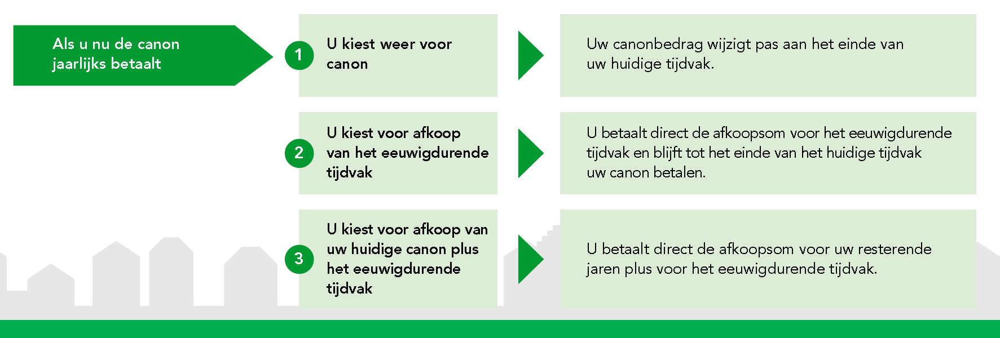 Als u nu de canon
jaarlijks betaalt
1
U kiest weer voor
canon
Uw canonbedrag wijzigt pas aan het einde van
uw huidige tijdvak.
2
U kiest voor afkoop
van het eeuwigdurende
tijdvak
U betaalt direct de afkoopsom voor het eeuwigdurende
tijdvak en blijft tot het einde van het huidige tijdvak
uw canon betalen.
3
U kiest voor afkoop van
uw huidige canon plus
het eeuwigdurende
tijdvak
U betaalt direct de afkoopsom voor uw resterende
jaren plus voor het eeuwigdurende tijdvak.